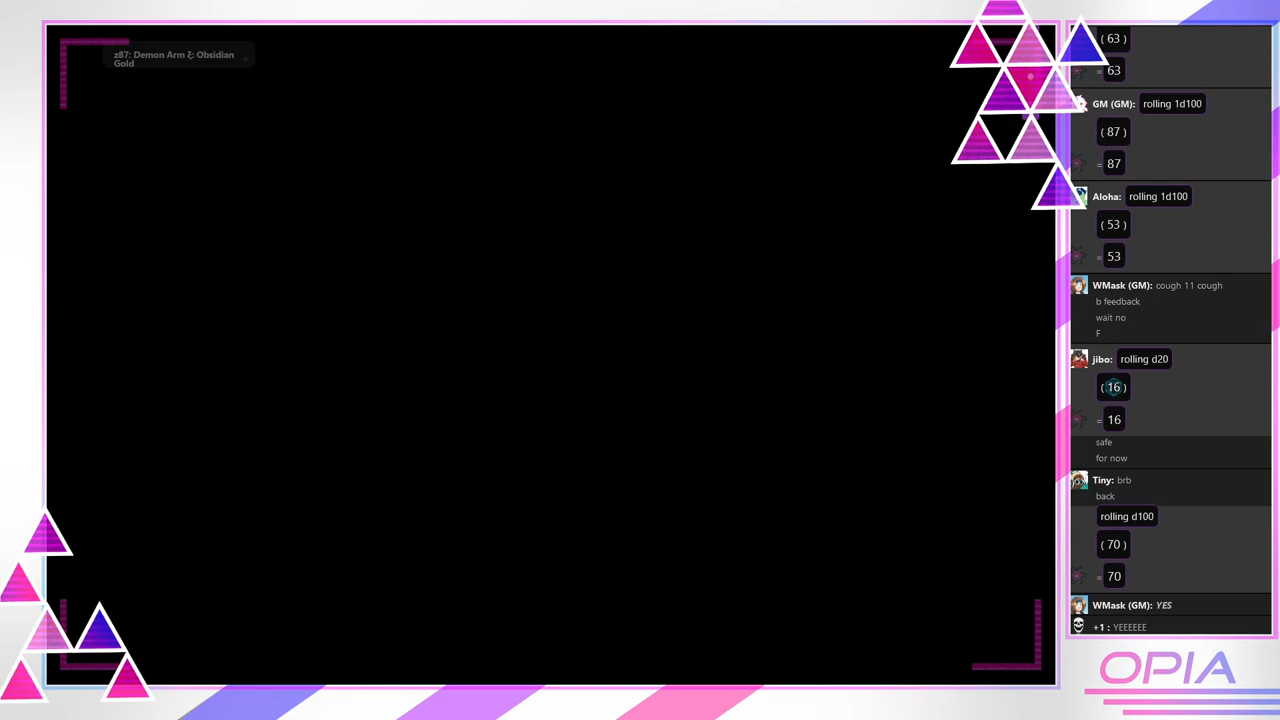 z87: Demon Arm ξ; Obsidian
Gold
×
( 63 )
= 63
GM (GM): rolling 1d100
( 87 )
= 87
Aloha: rolling 1d100
( 53 )
= 53
WMask (GM): cough 11 cough
b feedback
wait no
F
jibo: rolling d20
( 16 )
= 16
safe
for now
Tiny: brb
back
rolling d100
( 70 )
= 70
WMask (GM): YES
+1 : YEEEEEE
OPIA